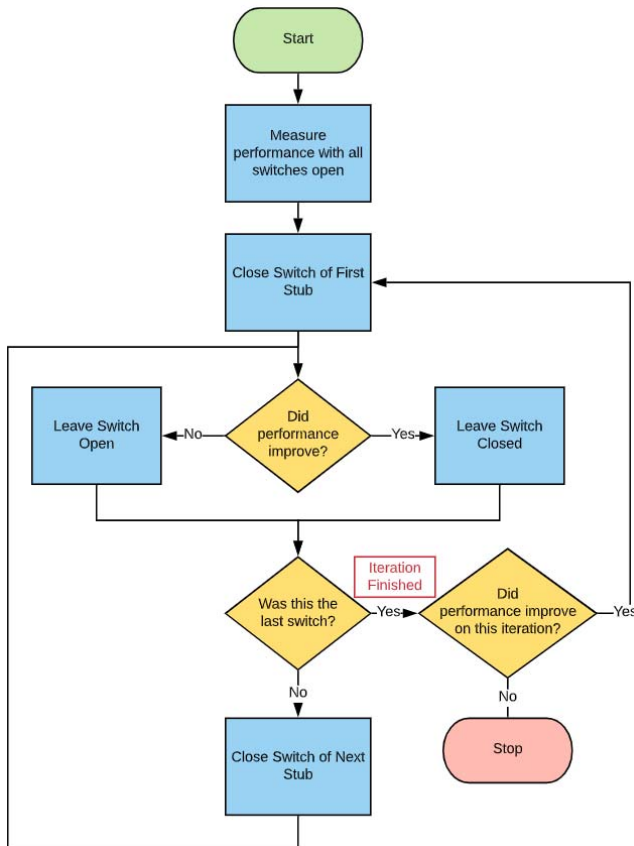 Start
Measure
performance with all
switches open
Close Switch of First
Stub
Leave Switch
Open
No
Did
performance
improve?
Yes
Leave Switch
Closed
Iteration
Finished
Was this the
last switch?
Yes
Did
performance improve
on this iteration?
Yes
No
No
Close Switch of Next
Stub
Stop